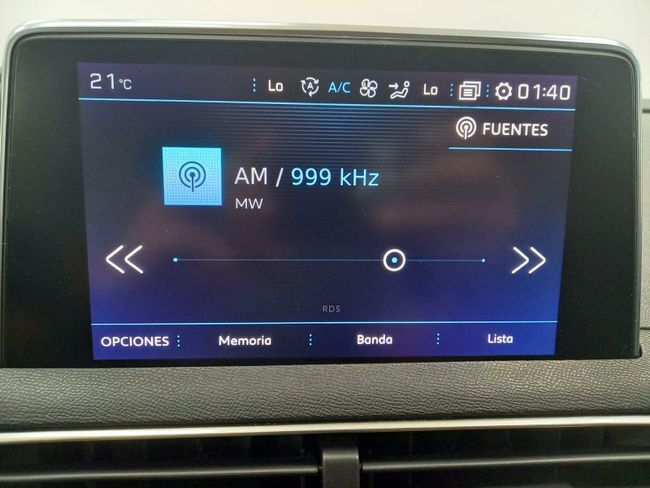 21°C Lo A A/C Lo 01:40
FUENTES
AM / 999 kHz
MW
RDS
OPCIONES Memoria Banda Lista